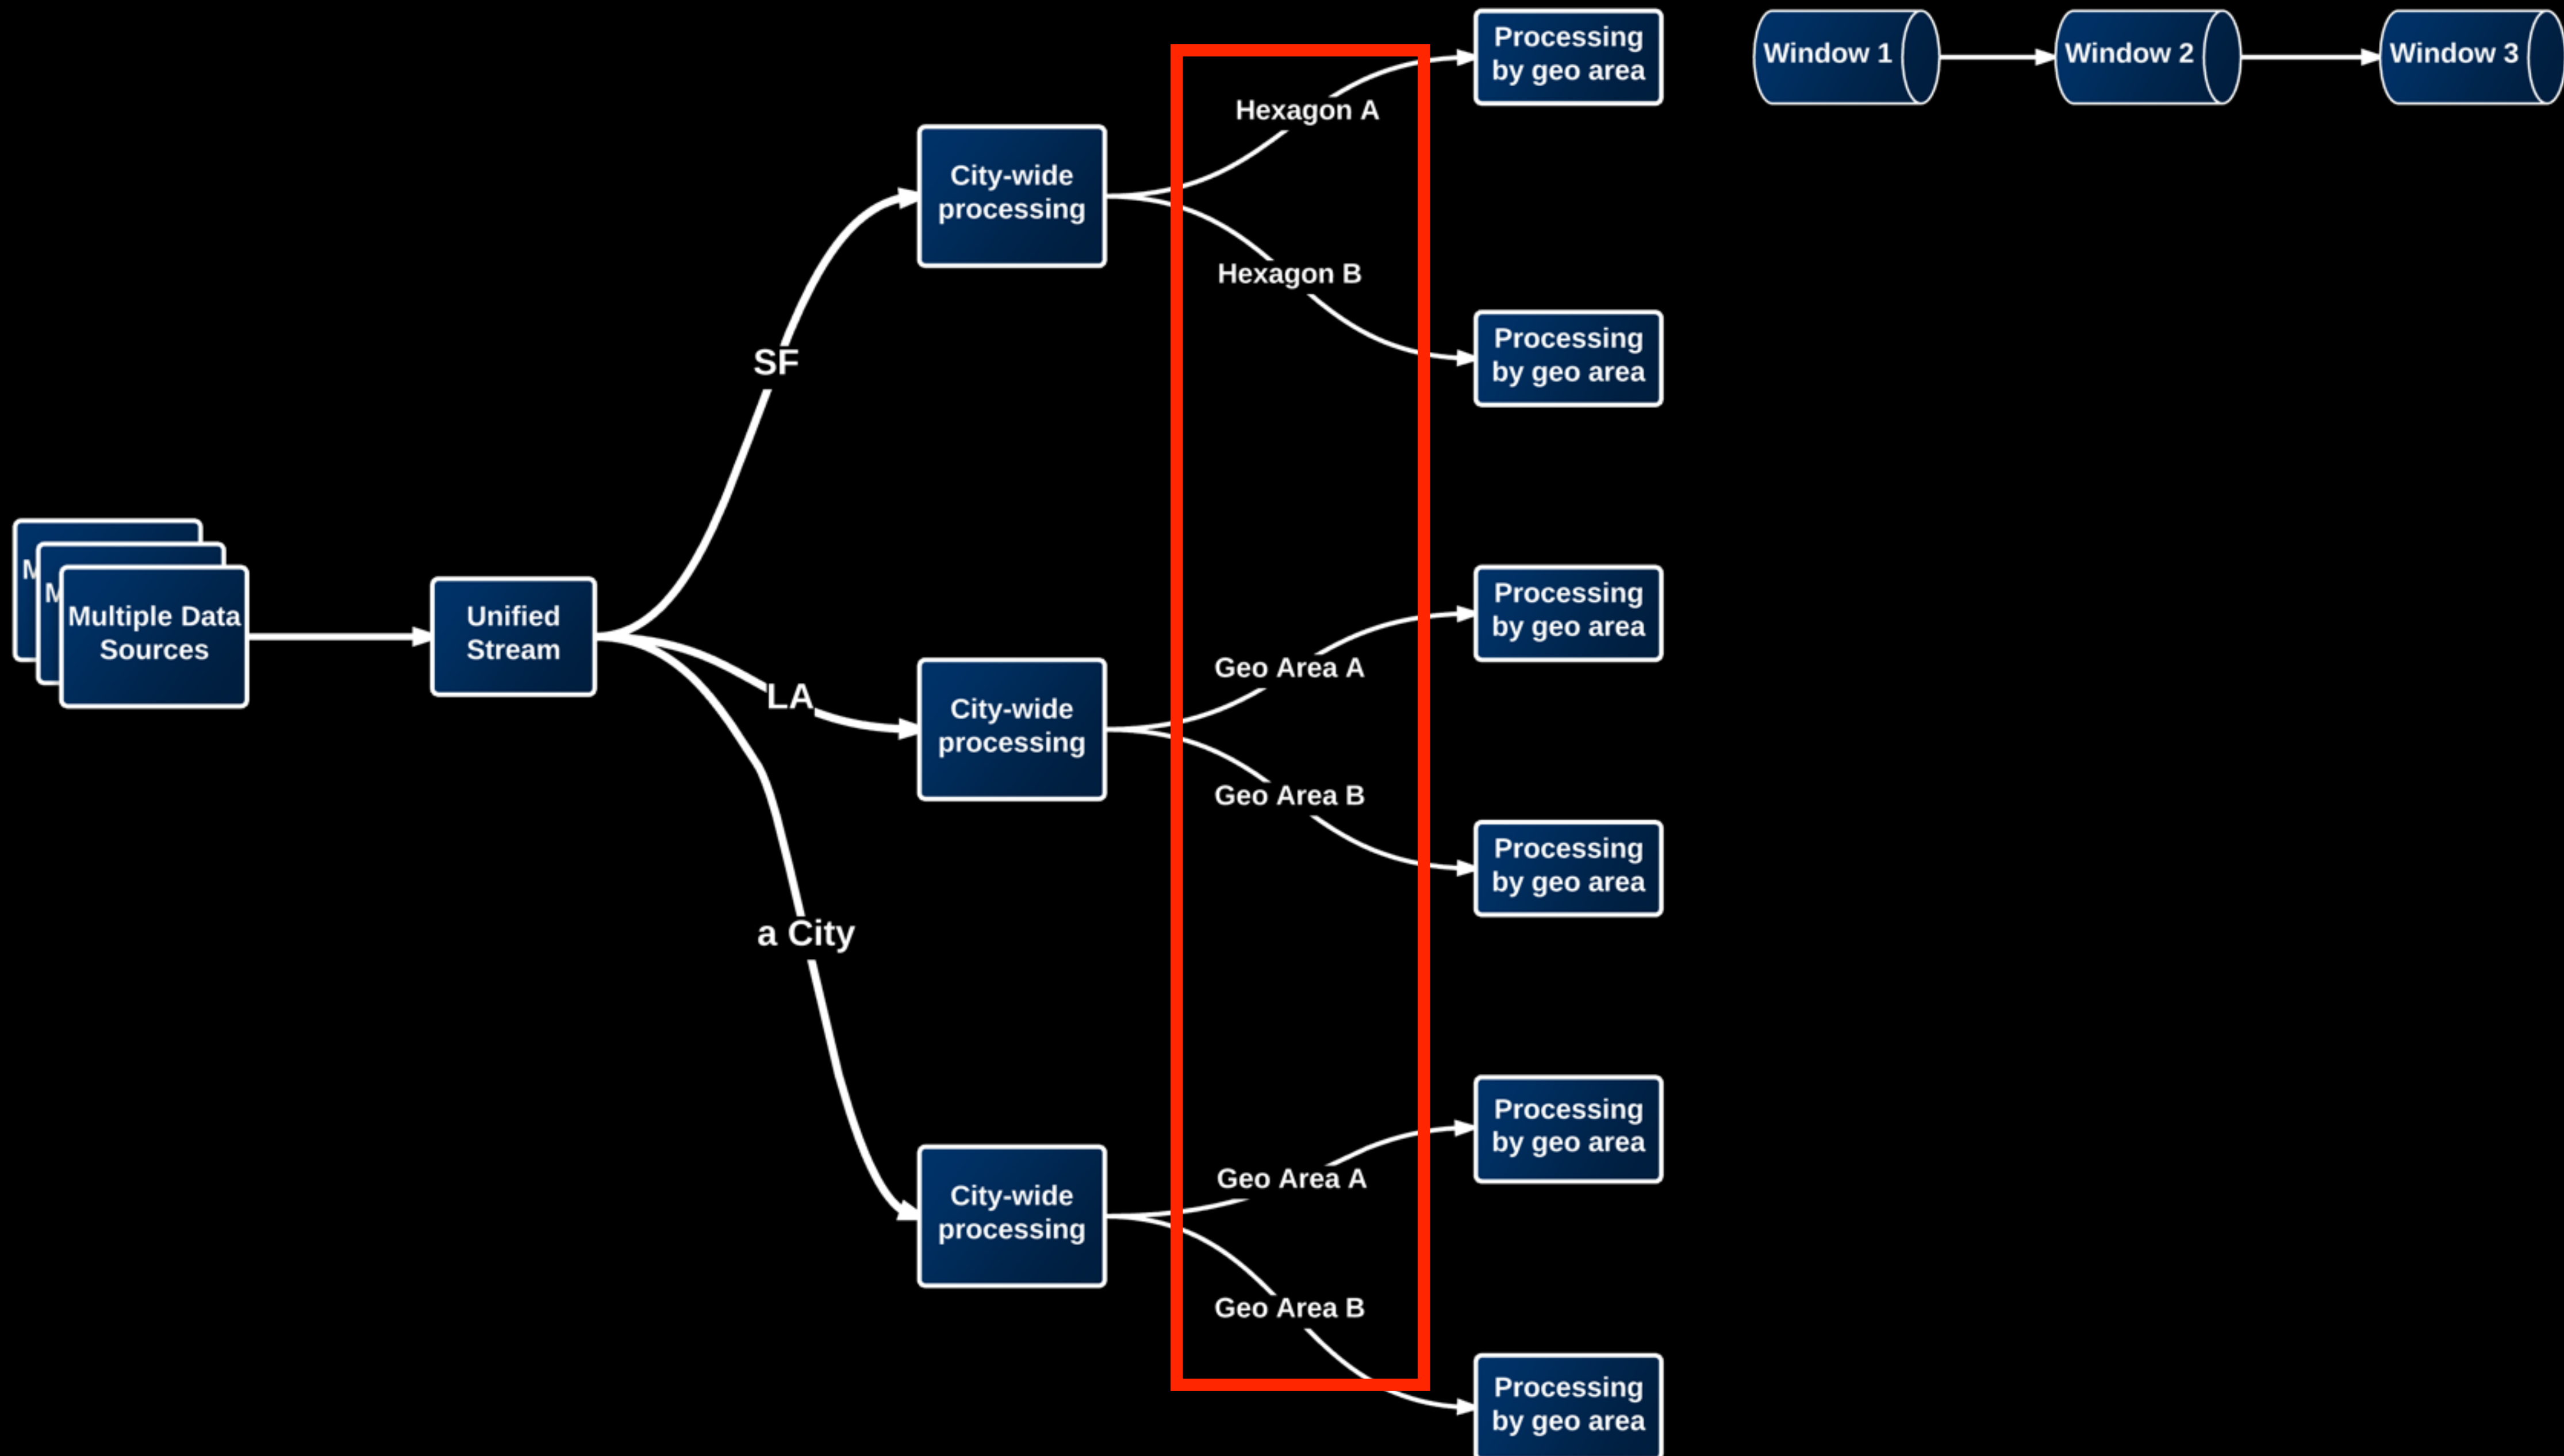 Processing
by geo area
Window 1
Window 2
Window 3
Hexagon A
City-wide
processing
Hexagon B
Processing
by geo area
SF
M
M
Multiple Data
Sources
Unified
Stream
Processing
by geo area
Geo Area A
LA
City-wide
processing
Geo Area B
Processing
by geo area
a City
Processing
by geo area
Geo Area A
City-wide
processing
Geo Area B
Processing
by geo area